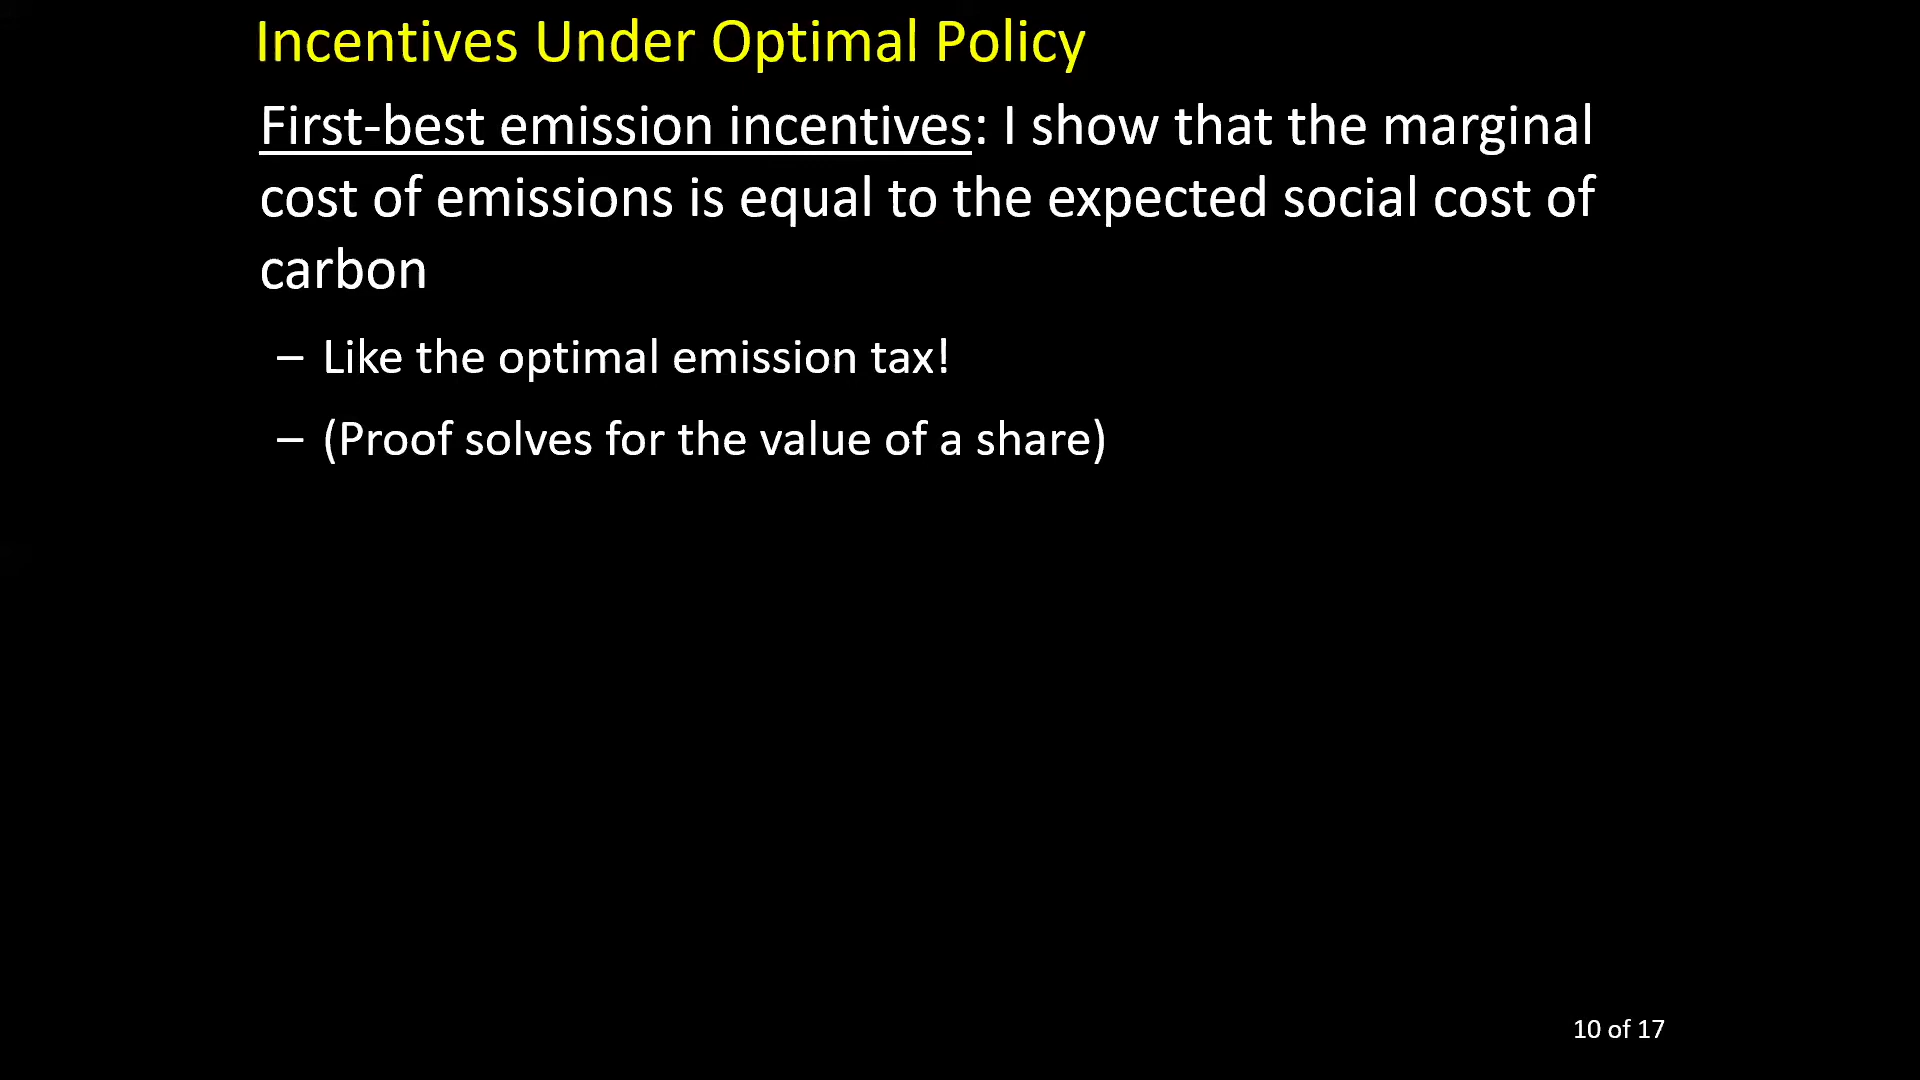 Incentives Under Optimal Policy
First-best emission incentives: I show that the marginal
cost of emissions is equal to the expected social cost of
carbon
– Like the optimal emission tax!
– (Proof solves for the value of a share)
10 of 17